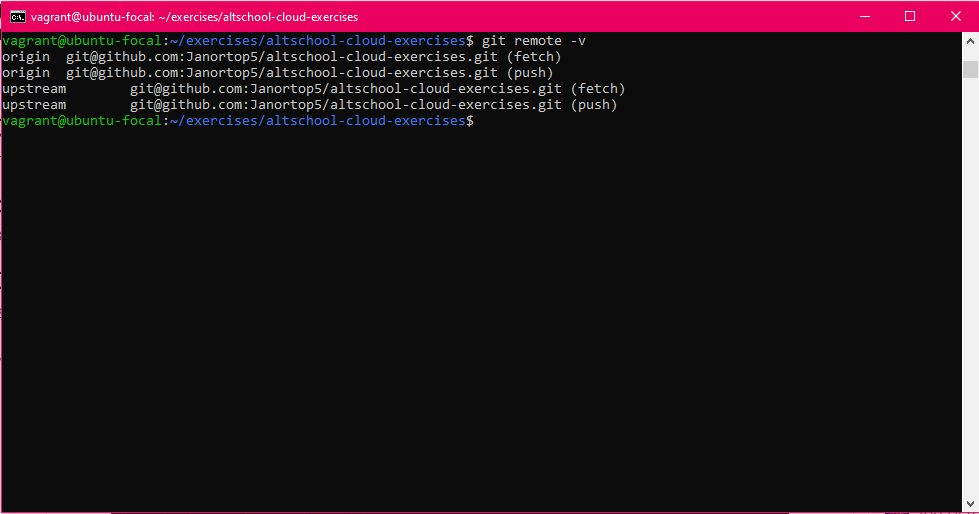 vagrant@ubuntu-focal: ~/exercises/altschool-cloud-exercises
vagrant@ubuntu-focal:~/exercises/altschool-cloud-exercises$ git remote -v
origin  git@github.com:Janortop5/altschool-cloud-exercises.git (fetch)
origin  git@github.com:Janortop5/altschool-cloud-exercises.git (push)
upstream        git@github.com:Janortop5/altschool-cloud-exercises.git (fetch)
upstream        git@github.com:Janortop5/altschool-cloud-exercises.git (push)
vagrant@ubuntu-focal:~/exercises/altschool-cloud-exercises$